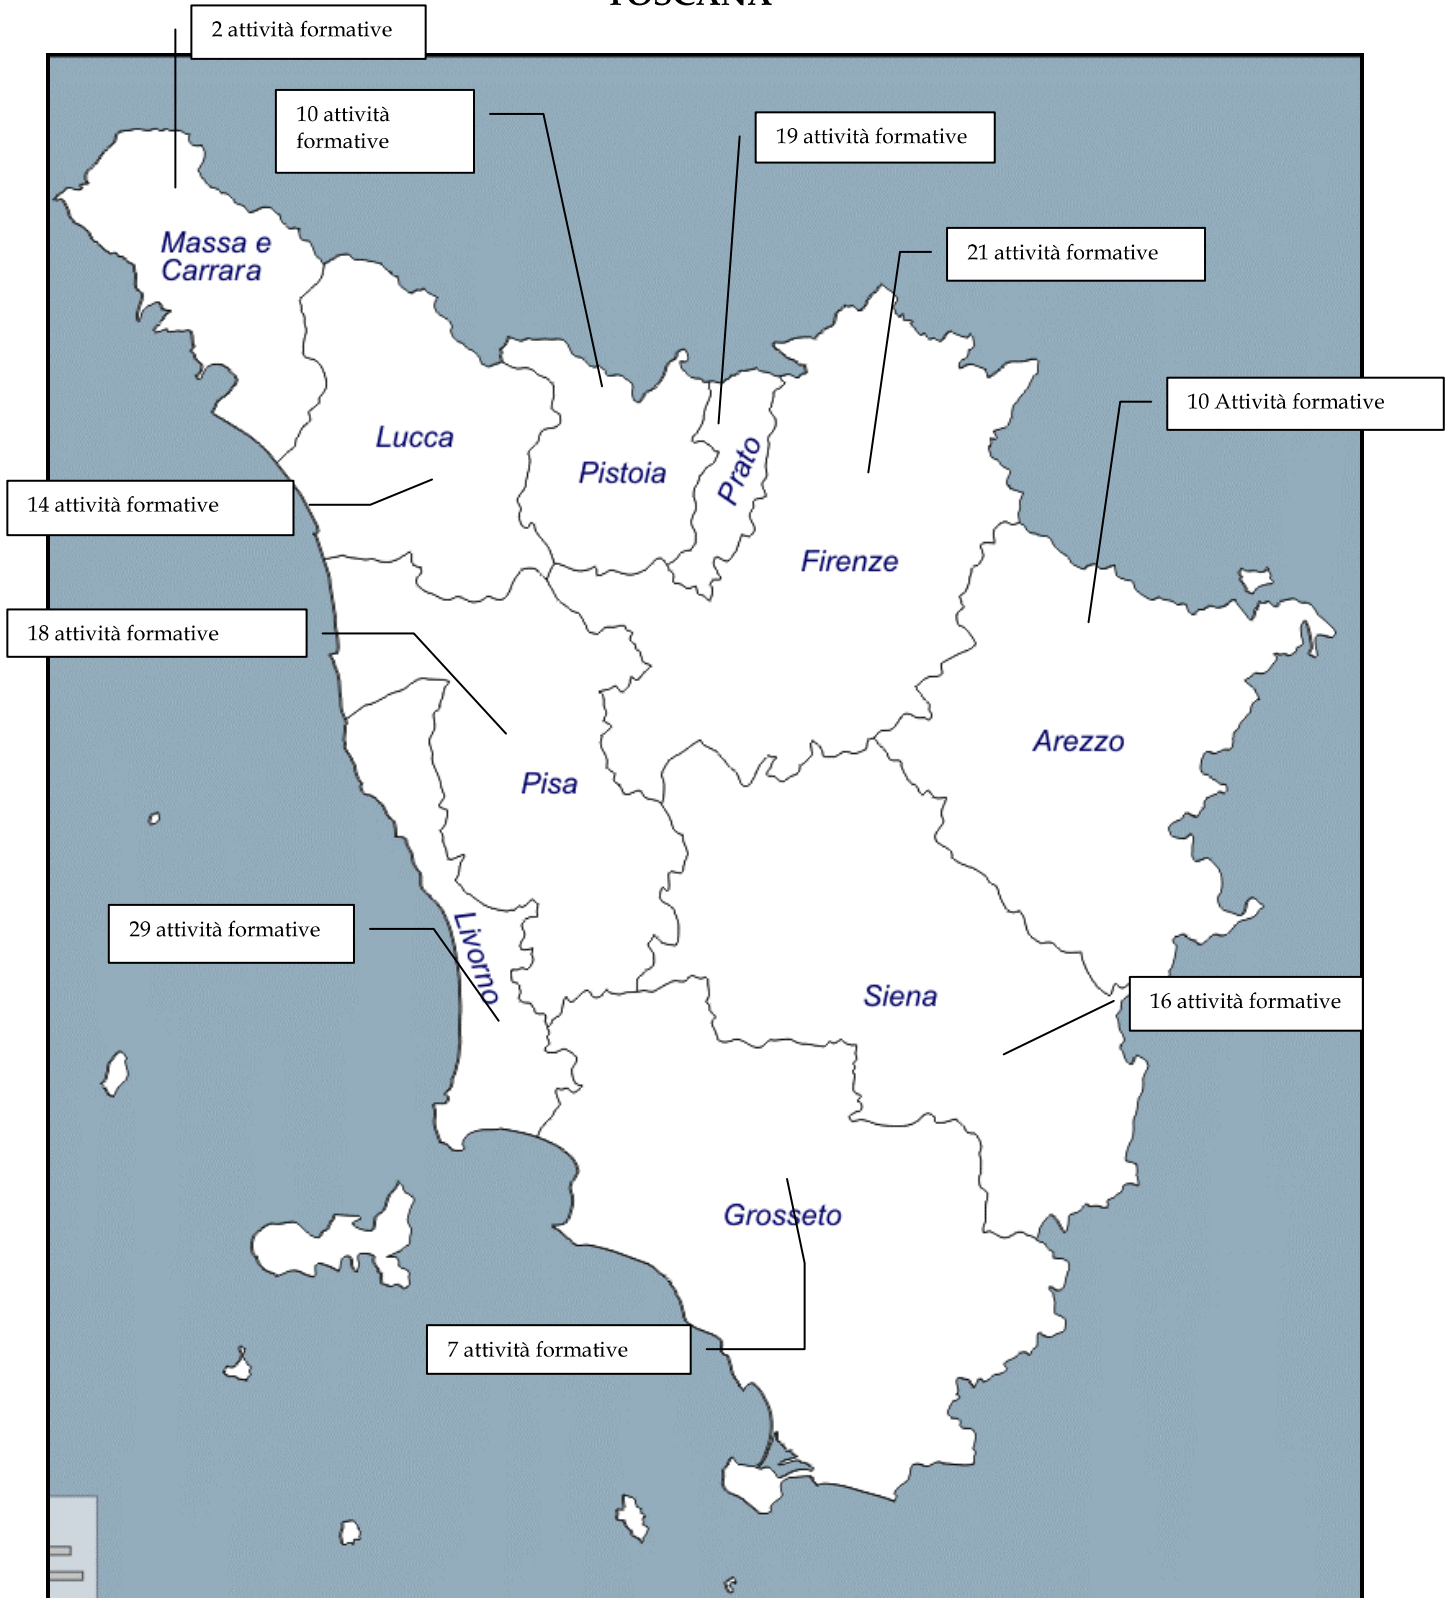 TOSCANA
2 attività formative
10 attività
formative
19 attività formative
21 attività formative
Massa e
Carrara
10 Attività formative
Lucca
Pistoia
Prato
14 attività formative
Firenze
18 attività formative
Arezzo
Pisa
29 attività formative
Livorno
Siena
16 attività formative
Grosseto
7 attività formative